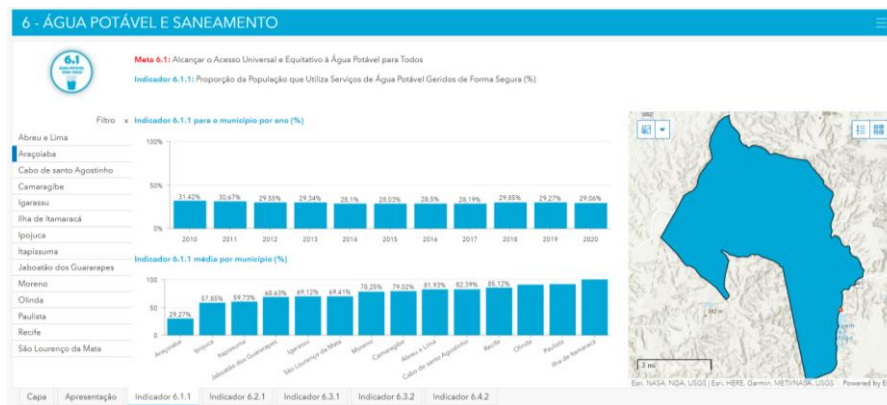 6 - ÁGUA POTÁVEL E SANEAMENTO
6.1
Meta 6.1: Alcançar o Acesso Universal e Equitativo à Água Potável para Todos
Indicador 6.1.1: Proporção da População que Utiliza Serviços de Água Potável Geridos de Forma Segura (%)
Filtro x
Abreu e Lima
Araçoiaba
Cabo de santo Agostinho
Camaragibe
Igarassu
Ilha de Itamaracá
Ipojuca
Itapissuma
Jaboatão dos Guararapes
Moreno
Olinda
Paulista
Recife
São Lourenço da Mata
Indicador 6.1.1 para o município por ano (%)
100%
50%
0%
31,42% 30,67% 29,55% 29,34% 28,1% 28,03% 28,5% 28,19% 29,27% 29,06%
2010 2011 2012 2013 2014 2015 2016 2017 2018 2019 2020
Indicador 6.1.1 média por município (%)
100
50
0
29,27% 57,85% 59,73% 68,63% 69,12% 69,41% 78,25% 79,02% 81,93% 82,39% 85,12%
Araçoiaba Ipojuca Itapissuma Jaboatão dos Guararapes Igarassu São Lourenço da Mata Moreno Camaragibe Abreu e Lima Cabo de santo Agostinho Recife Olinda Paulista Ilha de Itamaracá
3 mi
Esri, NASA, NGA, USGS | Esri, HERE, Garmin, METI/NASA, USGS Powered by
Capa Apresentação Indicador 6.1.1 Indicador 6.2.1 Indicador 6.3.1 Indicador 6.3.2 Indicador 6.4.2